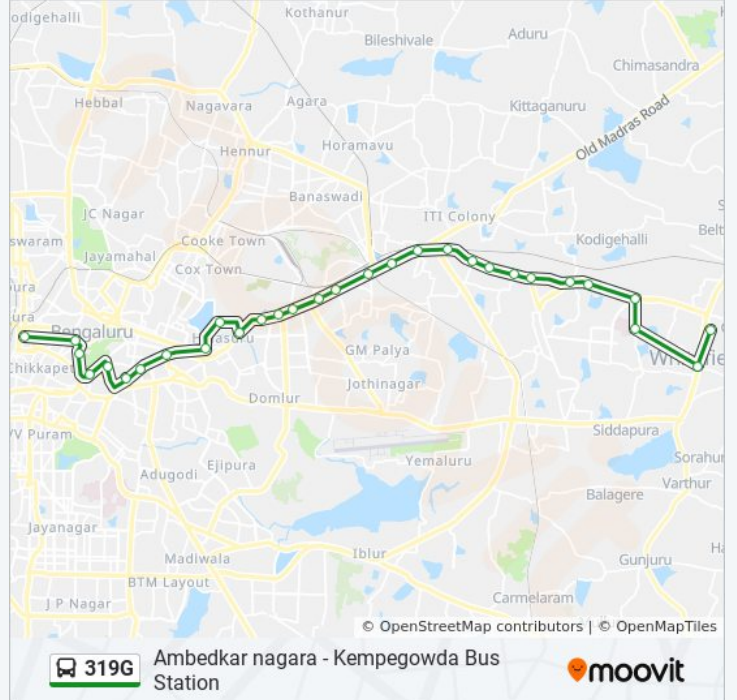 odigehalli
Kothanur
Aduru
Bileshivale
Chimasandra
Hebbal
Nagavara
Agara
Kittaganuru
Old Madras Road
Horamavu
Hennur
Banaswadi
JC Nagar
ITI Colony
swaram
Cooke Town
Kodigehalli
Belt
Jayamahal
Cox Town
ura
ura
Bengaluru
GM Palya
Chikkapet
Jothinagar
Domlur
VV Puram
Siddapura
Adugodi
Ejipura
Yemaluru
Sorahu
Varthur
Balagere
Jayanagar
Madiwala
Iblur
Gunjuru
BTM Layout
Carmelaram
J P Nagar
© OpenStreetMap contributors | © OpenMapTiles
319G
Ambedkar nagara - Kempegowda Bus
Station
moovit